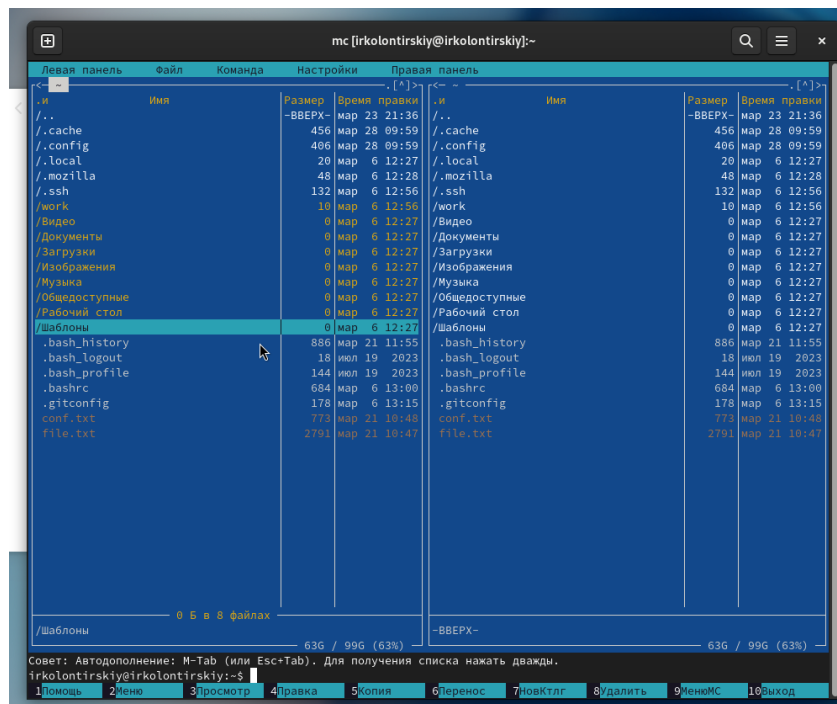 mc [irkolontirskiy@irkolontirskiy]:~
Левая панель Файл Команда Настройки Правая панель
<— ~ .[^]> <— ~ .[^]>
.и Имя Размер Время правки .и Имя Размер Время правки
/.. -ВВЕРХ- мар 23 21:36 /.. -ВВЕРХ- мар 23 21:36
/.cache 456 мар 28 09:59 /.cache 456 мар 28 09:59
/.config 406 мар 28 09:59 /.config 406 мар 28 09:59
/.local 20 мар 6 12:27 /.local 20 мар 6 12:27
/.mozilla 48 мар 6 12:28 /.mozilla 48 мар 6 12:28
/.ssh 132 мар 6 12:56 /.ssh 132 мар 6 12:56
/work 10 мар 6 12:56 /work 10 мар 6 12:56
/Видео 0 мар 6 12:27 /Видео 0 мар 6 12:27
/Документы 0 мар 6 12:27 /Документы 0 мар 6 12:27
/Загрузки 0 мар 6 12:27 /Загрузки 0 мар 6 12:27
/Изображения 0 мар 6 12:27 /Изображения 0 мар 6 12:27
/Музыка 0 мар 6 12:27 /Музыка 0 мар 6 12:27
/Общедоступные 0 мар 6 12:27 /Общедоступные 0 мар 6 12:27
/Рабочий стол 0 мар 6 12:27 /Рабочий стол 0 мар 6 12:27
/Шаблоны 0 мар 6 12:27 /Шаблоны 0 мар 6 12:27
.bash_history 886 мар 21 11:55 .bash_history 886 мар 21 11:55
.bash_logout 18 июл 19 2023 .bash_logout 18 июл 19 2023
.bash_profile 144 июл 19 2023 .bash_profile 144 июл 19 2023
.bashrc 684 мар 6 13:00 .bashrc 684 мар 6 13:00
.gitconfig 178 мар 6 13:15 .gitconfig 178 мар 6 13:15
conf.txt 773 мар 21 10:48 conf.txt 773 мар 21 10:48
file.txt 2791 мар 21 10:47 file.txt 2791 мар 21 10:47
0 Б в 8 файлах
/Шаблоны -ВВЕРХ-
63G / 99G (63%) 63G / 99G (63%)
Совет: Автодополнение: M-Tab (или Esc+Tab). Для получения списка нажать дважды.
irkolontirskiy@irkolontirskiy:~$
1Помощь 2Меню 3Просмотр 4Правка 5Копия 6Перенос 7НовКтлг 8Удалить 9МенюМС 10Выход